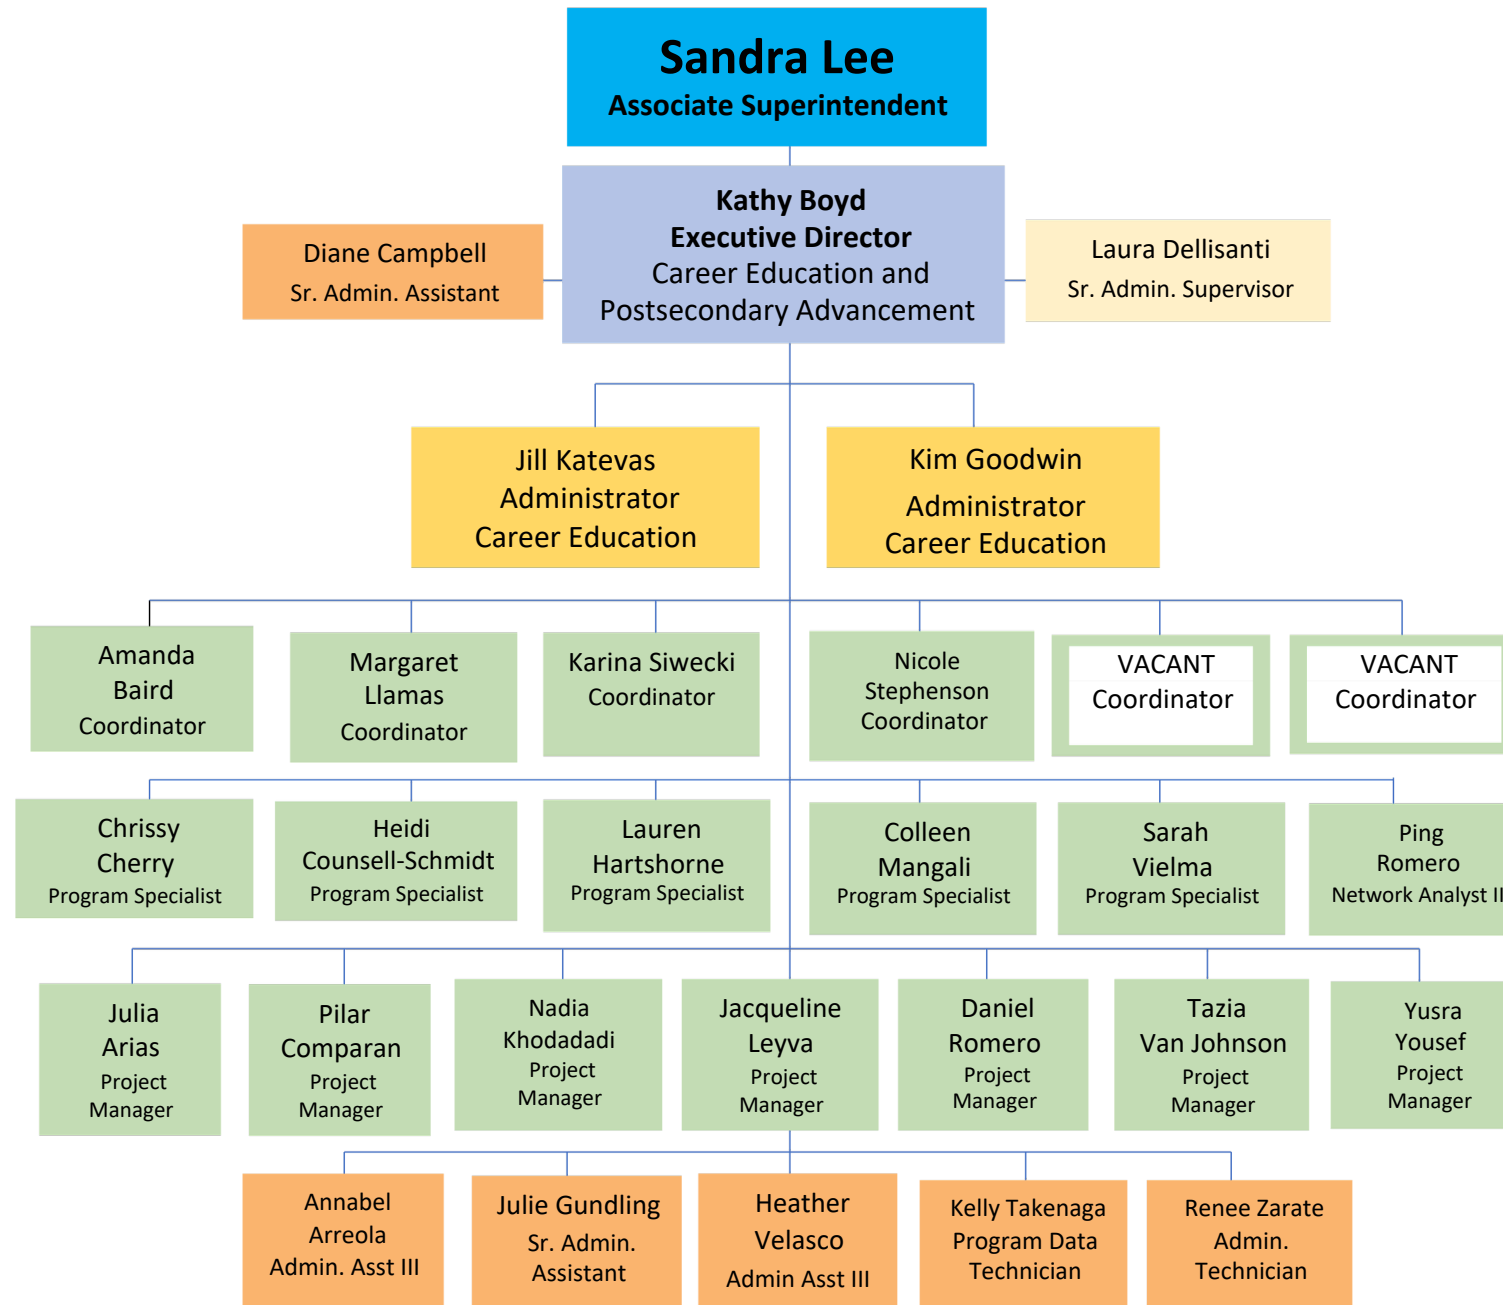 Sandra Lee
Associate Superintendent
Kathy Boyd
Executive Director
Career Education and
Postsecondary Advancement
Diane Campbell
Sr. Admin. Assistant
Laura Dellisanti
Sr. Admin. Supervisor
Jill Katevas
Administrator
Career Education
Kim Goodwin
Administrator
Career Education
Amanda
Baird
Coordinator
Margaret
Llamas
Coordinator
Karina Siwecki
Coordinator
Nicole
Stephenson
Coordinator
VACANT
Coordinator
VACANT
Coordinator
Chrissy
Cherry
Program Specialist
Heidi
Counsell-Schmidt
Program Specialist
Lauren
Hartshorne
Program Specialist
Colleen
Mangali
Program Specialist
Sarah
Vielma
Program Specialist
Ping
Romero
Network Analyst II
Julia
Arias
Project
Manager
Pilar
Comparan
Project
Manager
Nadia
Khodadadi
Project
Manager
Jacqueline
Leyva
Project
Manager
Daniel
Romero
Project
Manager
Tazia
Van Johnson
Project
Manager
Yusra
Yousef
Project
Manager
Annabel
Arreola
Admin. Asst III
Julie Gundling
Sr. Admin.
Assistant
Heather
Velasco
Admin Asst III
Kelly Takenaga
Program Data
Technician
Renee Zarate
Admin.
Technician